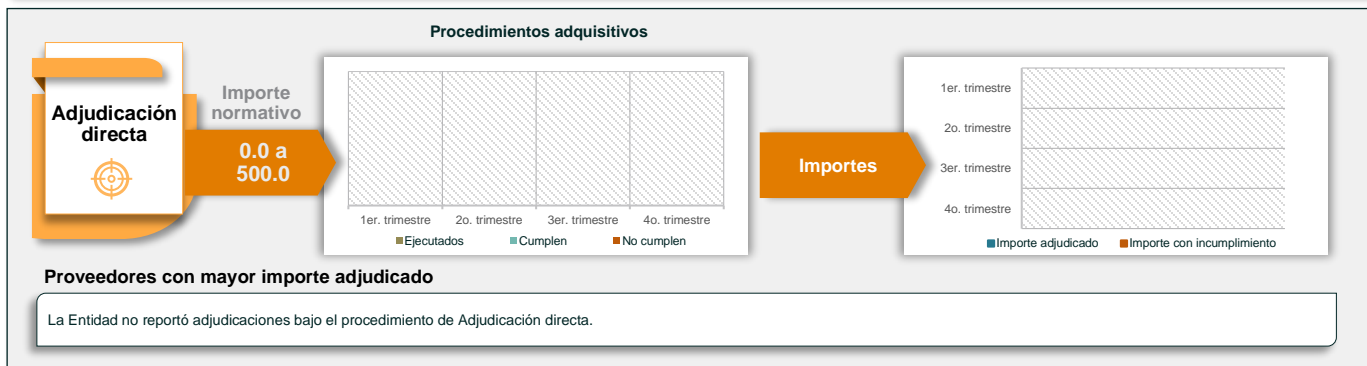 Procedimientos adquisitivos
Adjudicación
directa
Importe
normativo
0.0 a
500.0
1er. trimestre 2o. trimestre 3er. trimestre 4o. trimestre
Ejecutados Cumplen No cumplen
Importes
1er. trimestre
2o. trimestre
3er. trimestre
4o. trimestre
Importe adjudicado Importe con incumplimiento
Proveedores con mayor importe adjudicado
La Entidad no reportó adjudicaciones bajo el procedimiento de Adjudicación directa.